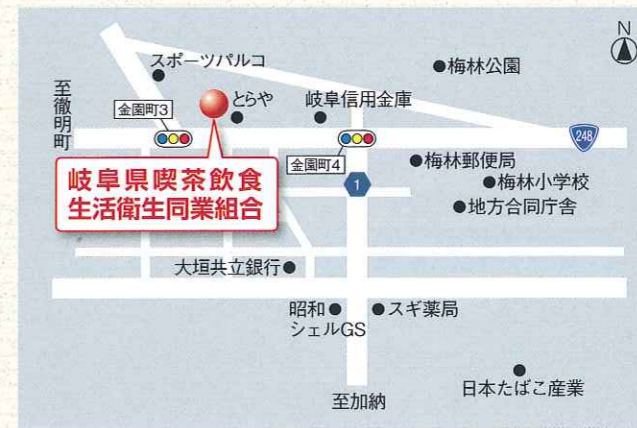 N
スポーツパルコ
梅林公園
至徹明町
金園町3
とらや
岐阜信用金庫
248
金園町4
梅林郵便局
岐阜県喫茶飲食
生活衛生同業組合
1
梅林小学校
地方合同庁舎
大垣共立銀行
昭和
シェルGS
スギ薬局
日本たばこ産業
至加納